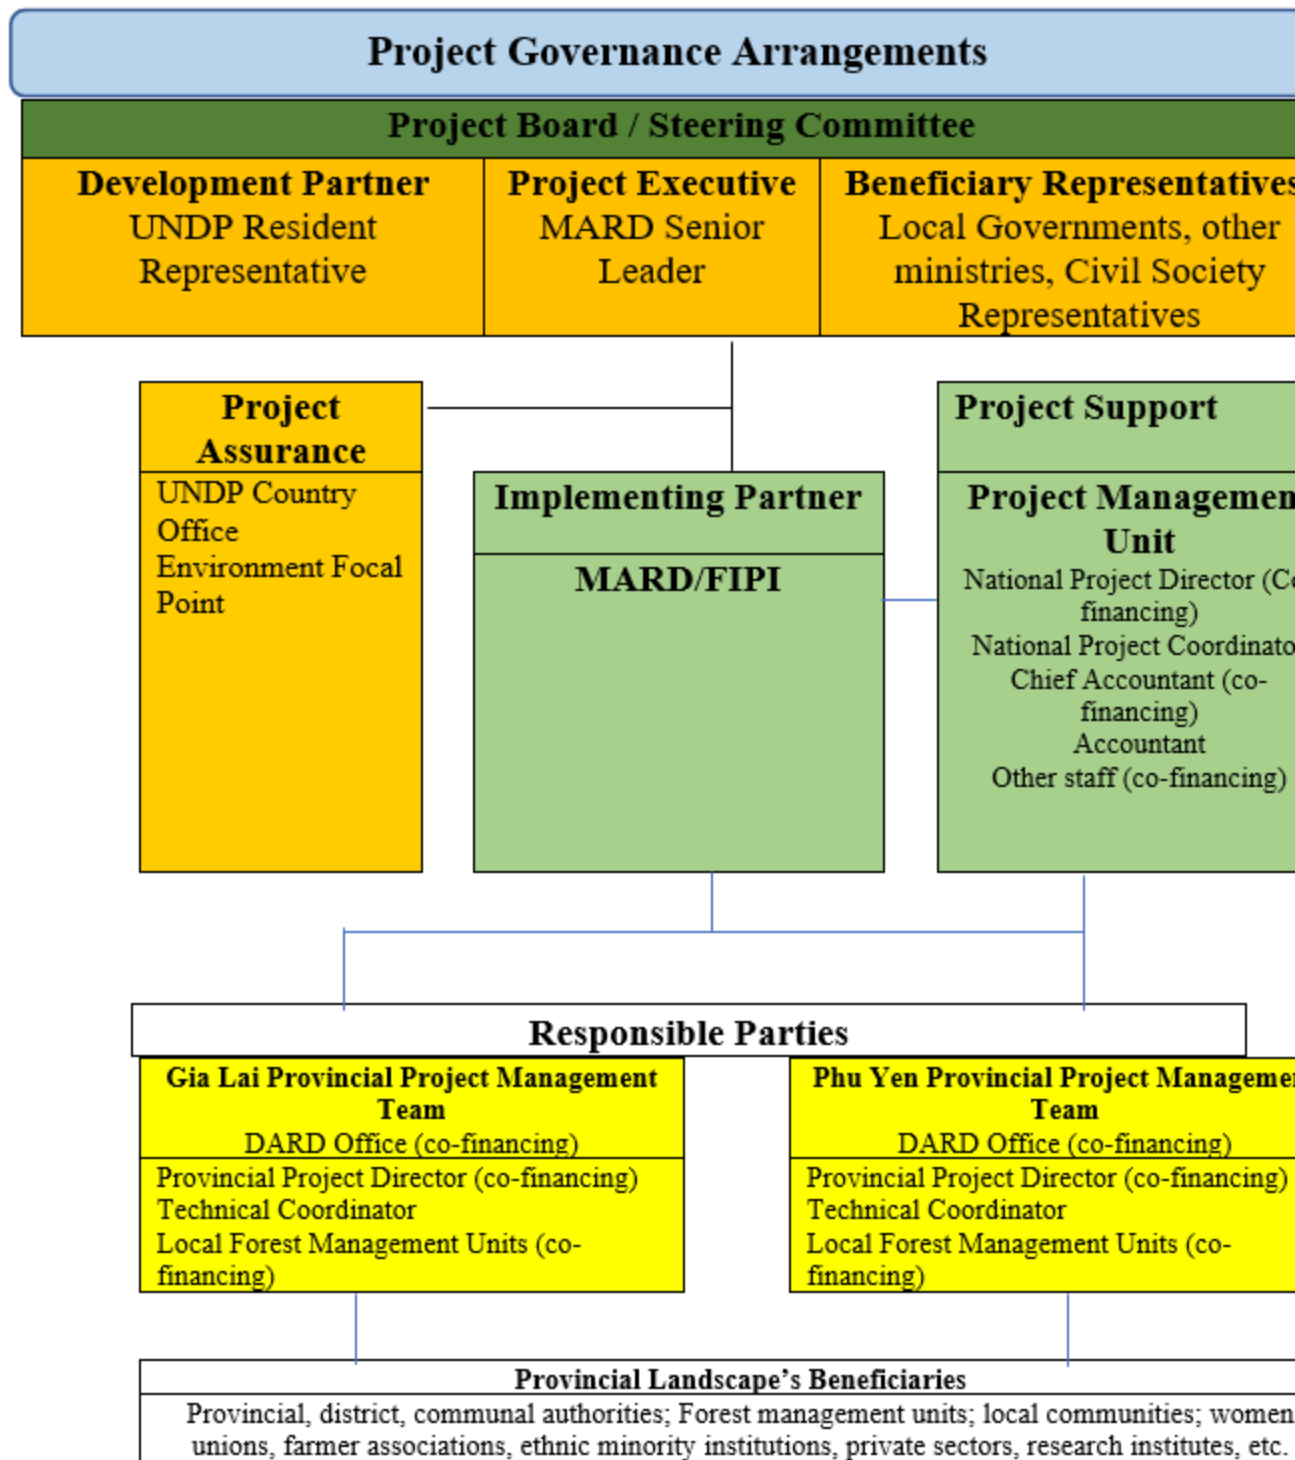 Project Governance Arrangements
Project Board / Steering Committee
Development Partner
UNDP Resident
Representative
Project Executive
MARD Senior
Leader
Beneficiary Representatives
Local Governments, other
ministries, Civil Society
Representatives
Project
Assurance
UNDP Country
Office
Environment Focal
Point
Implementing Partner
MARD/FIPI
Project Support
Project Managemen
Unit
National Project Director (Co
financing)
National Project Coordinato
Chief Accountant (co-
financing)
Accountant
Other staff (co-financing)
Responsible Parties
Gia Lai Provincial Project Management
Team
DARD Office (co-financing)
Provincial Project Director (co-financing)
Technical Coordinator
Local Forest Management Units (co-
financing)
Phu Yen Provincial Project Manageme
Team
DARD Office (co-financing)
Provincial Project Director (co-financing)
Technical Coordinator
Local Forest Management Units (co-
financing)
Provincial Landscape’s Beneficiaries
Provincial, district, communal authorities; Forest management units; local communities; women
unions, farmer associations, ethnic minority institutions, private sectors, research institutes, etc.